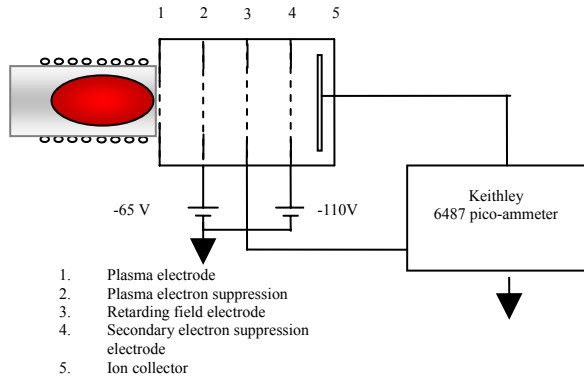 1 2 3 4 5
-65 V
-110V
Keithley
6487 pico-ammeter
1. Plasma electrode
2. Plasma electron suppression
3. Retarding field electrode
4. Secondary electron suppression
electrode
5. Ion collector